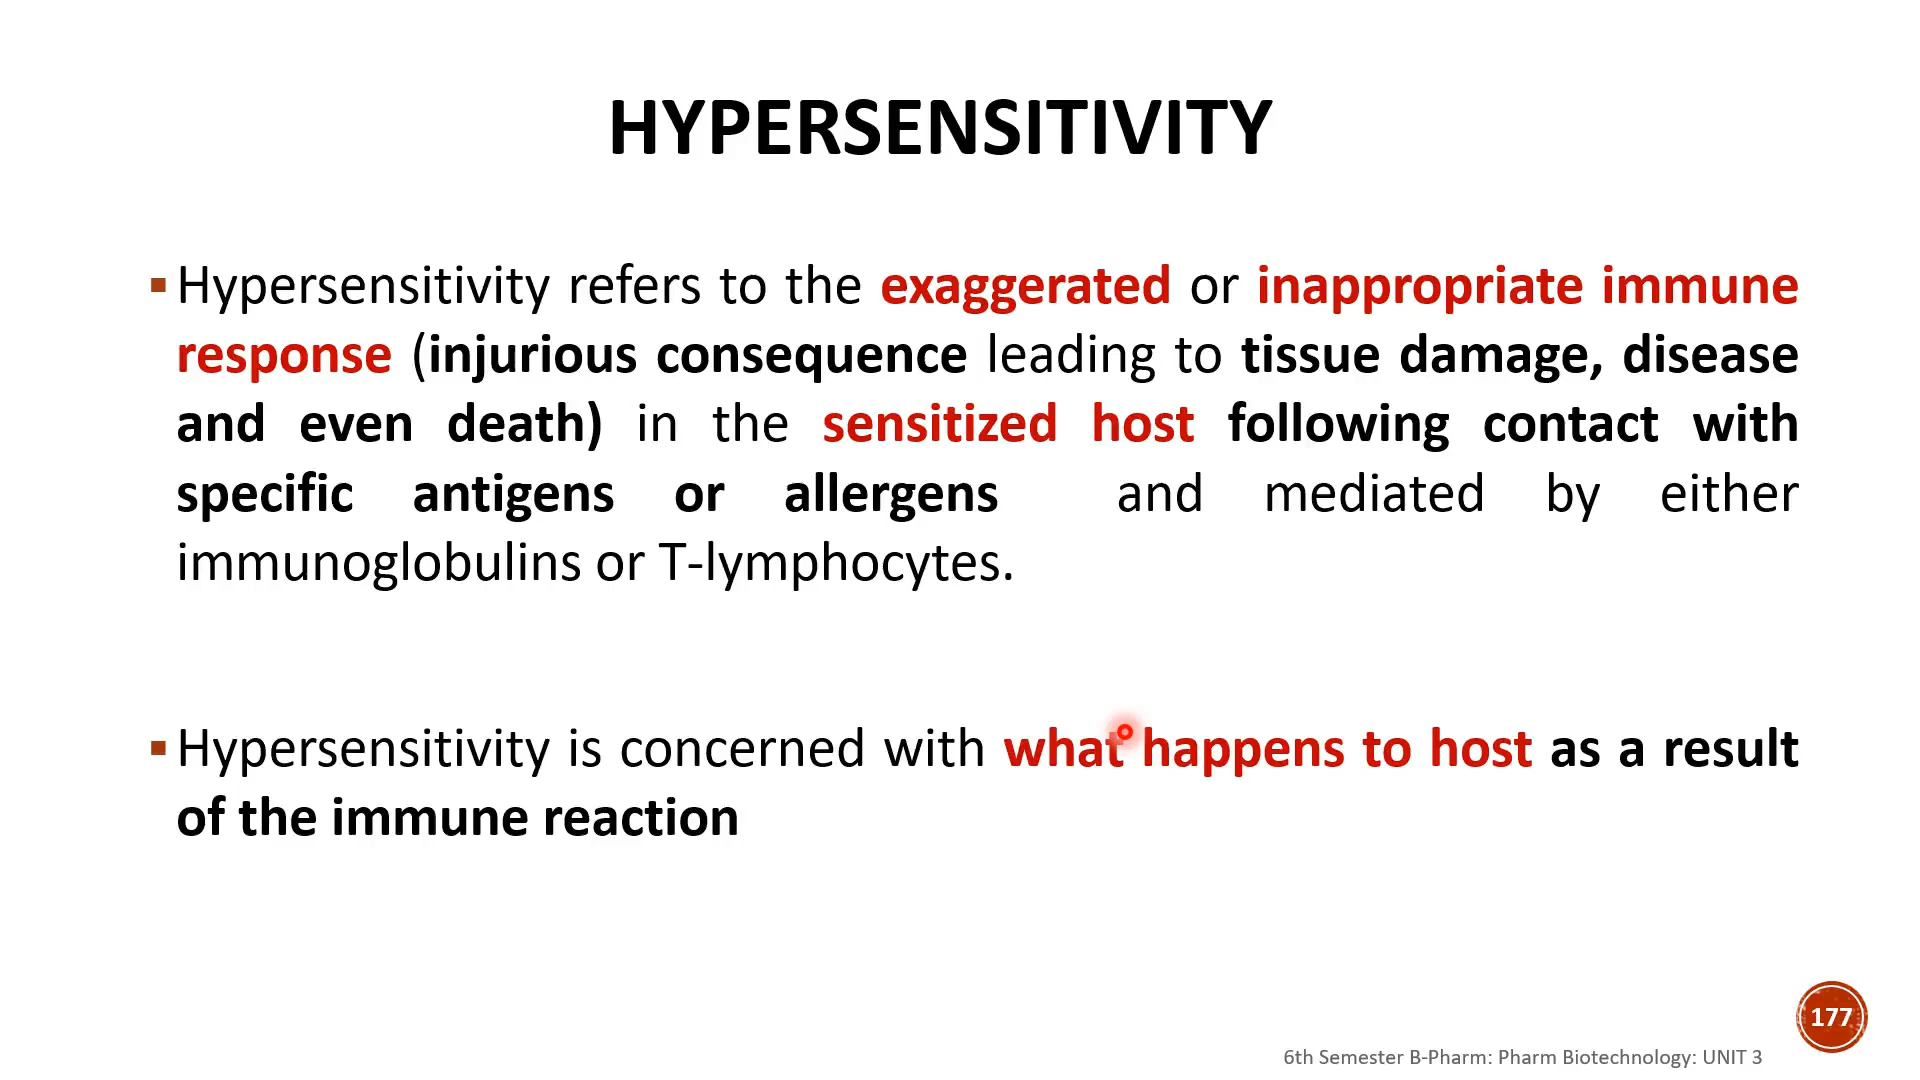 HYPERSENSITIVITY
▪Hypersensitivity refers to the exaggerated or inappropriate immune
response (injurious consequence leading to tissue damage, disease
and even death) in the sensitized host following contact with
specific antigens or allergens and mediated by either
immunoglobulins or T-lymphocytes.
▪Hypersensitivity is concerned with what happens to host as a result
of the immune reaction
177
6th Semester B-Pharm: Pharm Biotechnology: UNIT 3